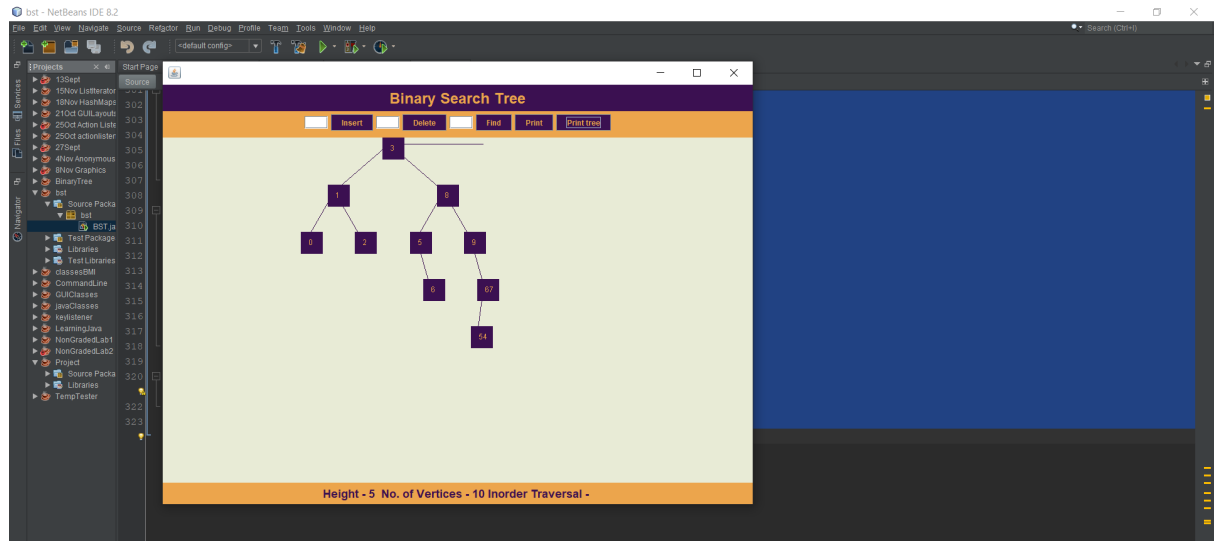 bst - NetBeans IDE 8.2
File Edit View Navigate Source Refactor Run Debug Profile Team Tools Window Help
Search (Ctrl+I)
<default config>
Projects
Start Page
Source
Services
Files
Navigator
13Sept
15Nov ListIterator
18Nov HashMaps
21Oct GUILayouts
25Oct Action Liste
25Oct actionlister
27Sept
4Nov Anonymous
8Nov Graphics
BinaryTree
bst
Source Packa
bst
BST.ja
Test Package
Libraries
Test Libraries
classesBMI
CommandLine
GUIClasses
javaClasses
keylistener
LearningJava
NonGradedLab1
NonGradedLab2
Project
Source Packa
Libraries
TempTester
302
303
304
305
306
307
308
309
310
311
312
313
314
315
316
317
318
319
320
322
323
Binary Search Tree
Insert Delete Find Print Print tree
3
1 8
0 2 5 9
6 67
54
Height - 5 No. of Vertices - 10 Inorder Traversal -